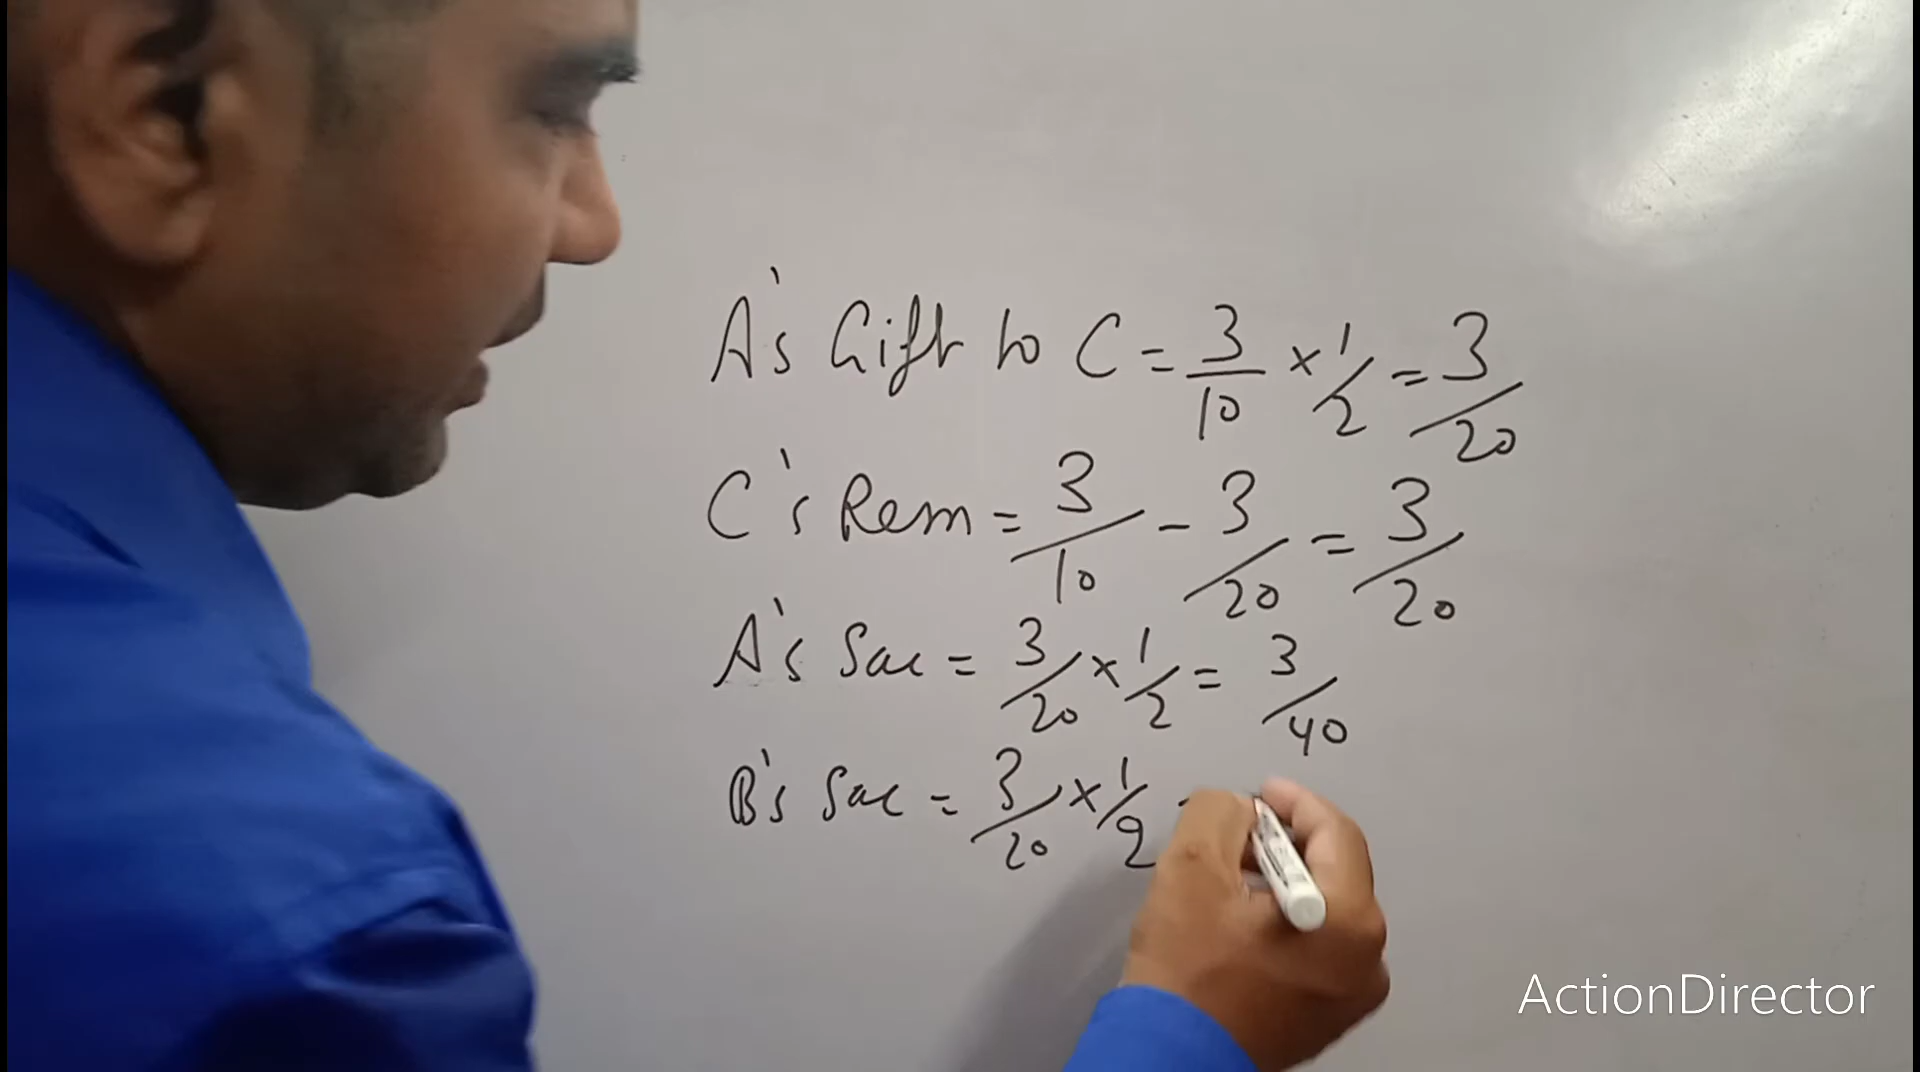 A's Gift to C = 3/10 × 1/2 = 3/20
C's Rem = 3/10 - 3/20 = 3/20
A's Sac = 3/20 × 1/2 = 3/40
B's Sac = 3/20 × 1/2
ActionDirector